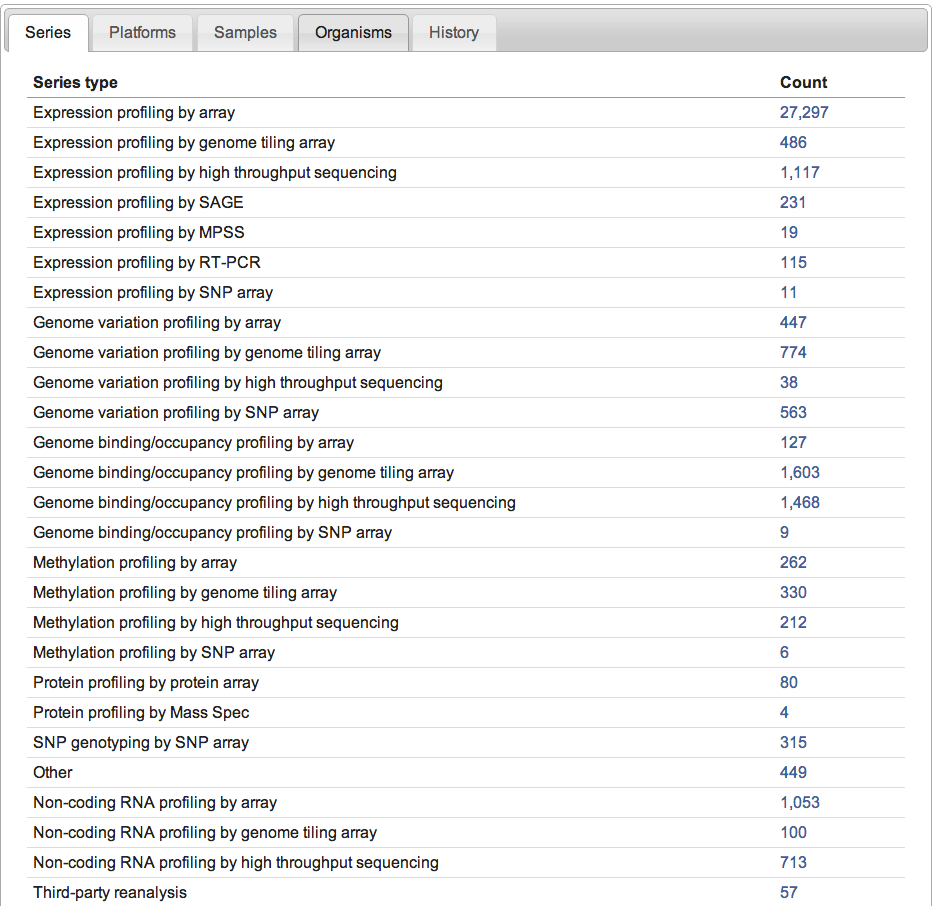 Series Platforms Samples Organisms History
Series type Count
Expression profiling by array 27,297
Expression profiling by genome tiling array 486
Expression profiling by high throughput sequencing 1,117
Expression profiling by SAGE 231
Expression profiling by MPSS 19
Expression profiling by RT-PCR 115
Expression profiling by SNP array 11
Genome variation profiling by array 447
Genome variation profiling by genome tiling array 774
Genome variation profiling by high throughput sequencing 38
Genome variation profiling by SNP array 563
Genome binding/occupancy profiling by array 127
Genome binding/occupancy profiling by genome tiling array 1,603
Genome binding/occupancy profiling by high throughput sequencing 1,468
Genome binding/occupancy profiling by SNP array 9
Methylation profiling by array 262
Methylation profiling by genome tiling array 330
Methylation profiling by high throughput sequencing 212
Methylation profiling by SNP array 6
Protein profiling by protein array 80
Protein profiling by Mass Spec 4
SNP genotyping by SNP array 315
Other 449
Non-coding RNA profiling by array 1,053
Non-coding RNA profiling by genome tiling array 100
Non-coding RNA profiling by high throughput sequencing 713
Third-party reanalysis 57